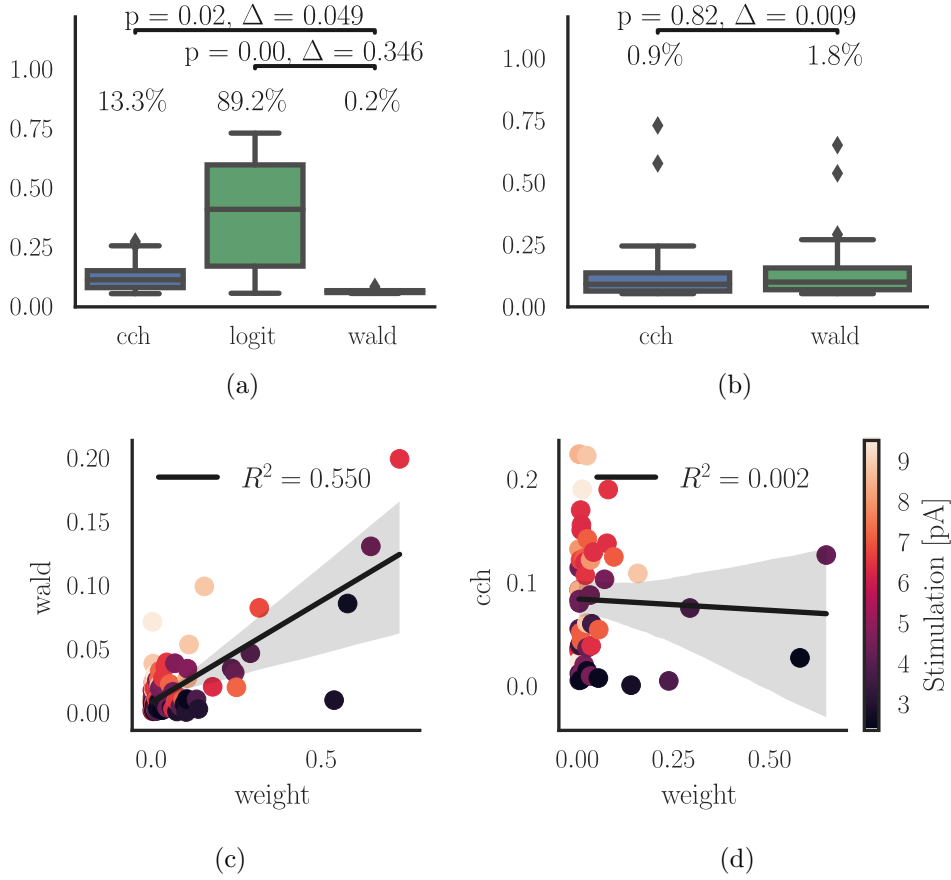 p = 0.02, Δ = 0.049
p = 0.00, Δ = 0.346
13.3% 89.2% 0.2%
1.00
0.75
0.50
0.25
0.00
cch logit wald
(a)
p = 0.82, Δ = 0.009
0.9% 1.8%
1.00
0.75
0.50
0.25
0.00
cch wald
(b)
R² = 0.550
0.20
0.15
0.10
0.05
0.00
wald
0.0 0.5
weight
(c)
R² = 0.002
0.2
0.1
0.0
cch
0.00 0.25 0.50
weight
(d)
9
8
7
6
5
4
3
Stimulation [pA]